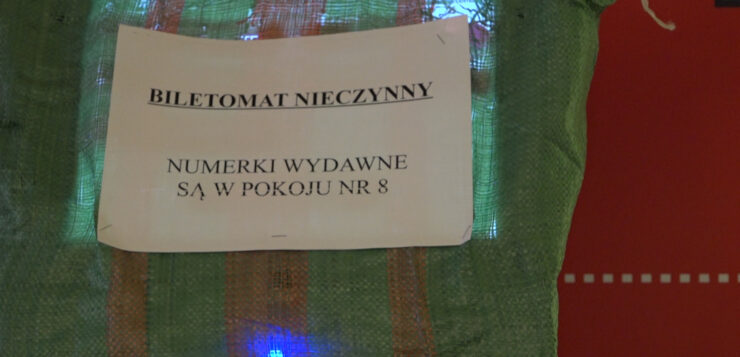 BILETOMAT NIECZYNNY
NUMERKI WYDAWNE
SĄ W POKOJU NR 8